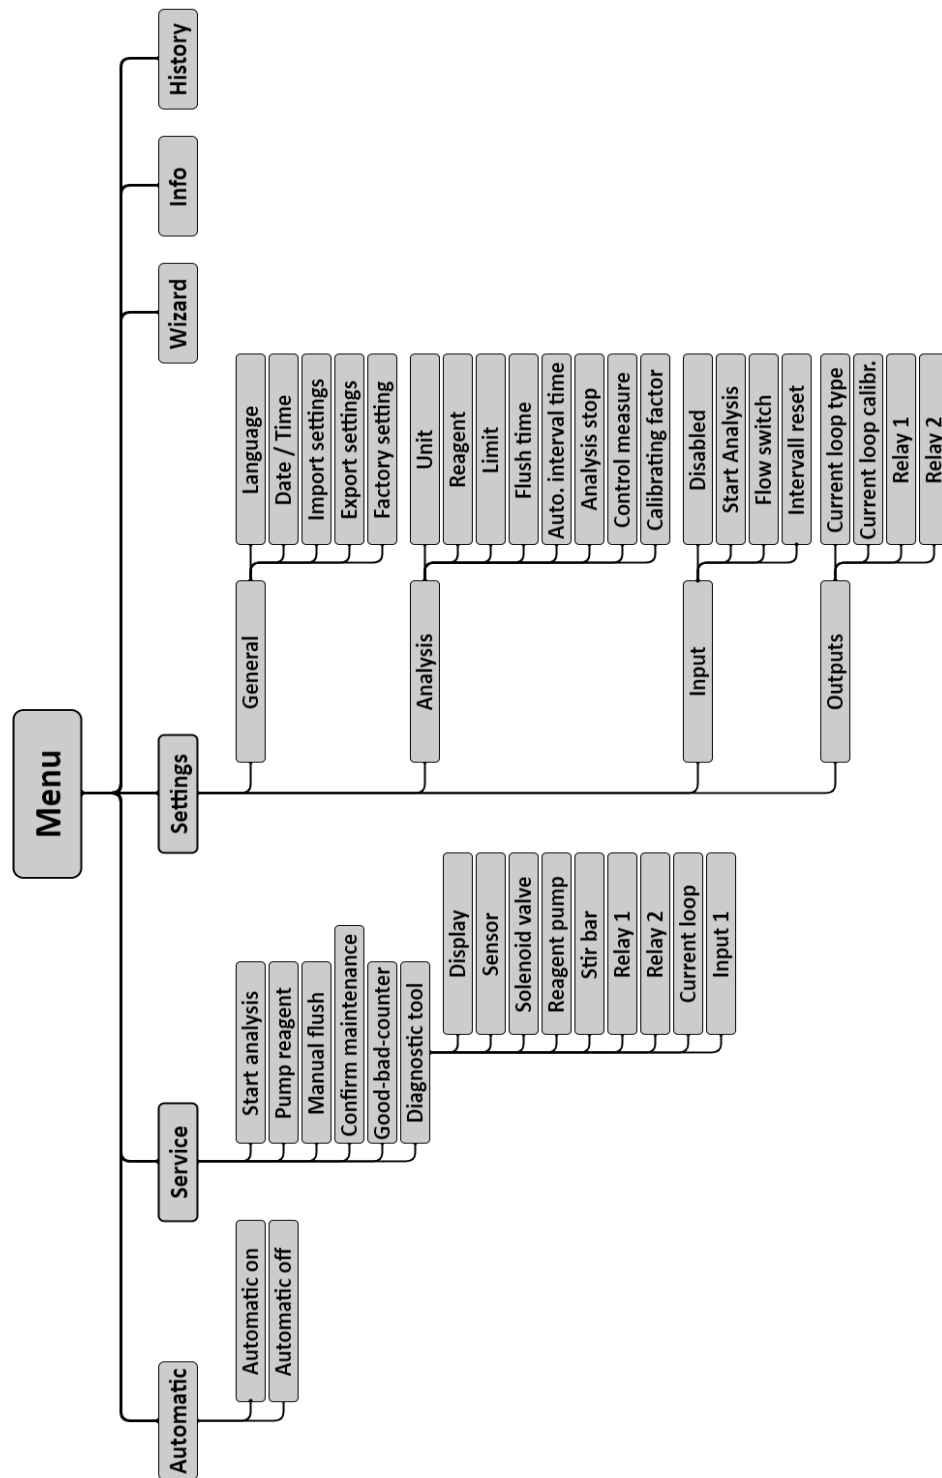 Menu
Automatic
Automatic on
Automatic off
Service
Start analysis
Pump reagent
Manual flush
Confirm maintenance
Good-bad-counter
Diagnostic tool
Display
Sensor
Solenoid valve
Reagent pump
Stir bar
Relay 1
Relay 2
Current loop
Input 1
Settings
General
Language
Date / Time
Import settings
Export settings
Factory setting
Analysis
Unit
Reagent
Limit
Flush time
Auto. interval time
Analysis stop
Control measure
Calibrating factor
Input
Disabled
Start Analysis
Flow switch
Intervall reset
Outputs
Current loop type
Current loop calibr.
Relay 1
Relay 2
Wizard
Info
History